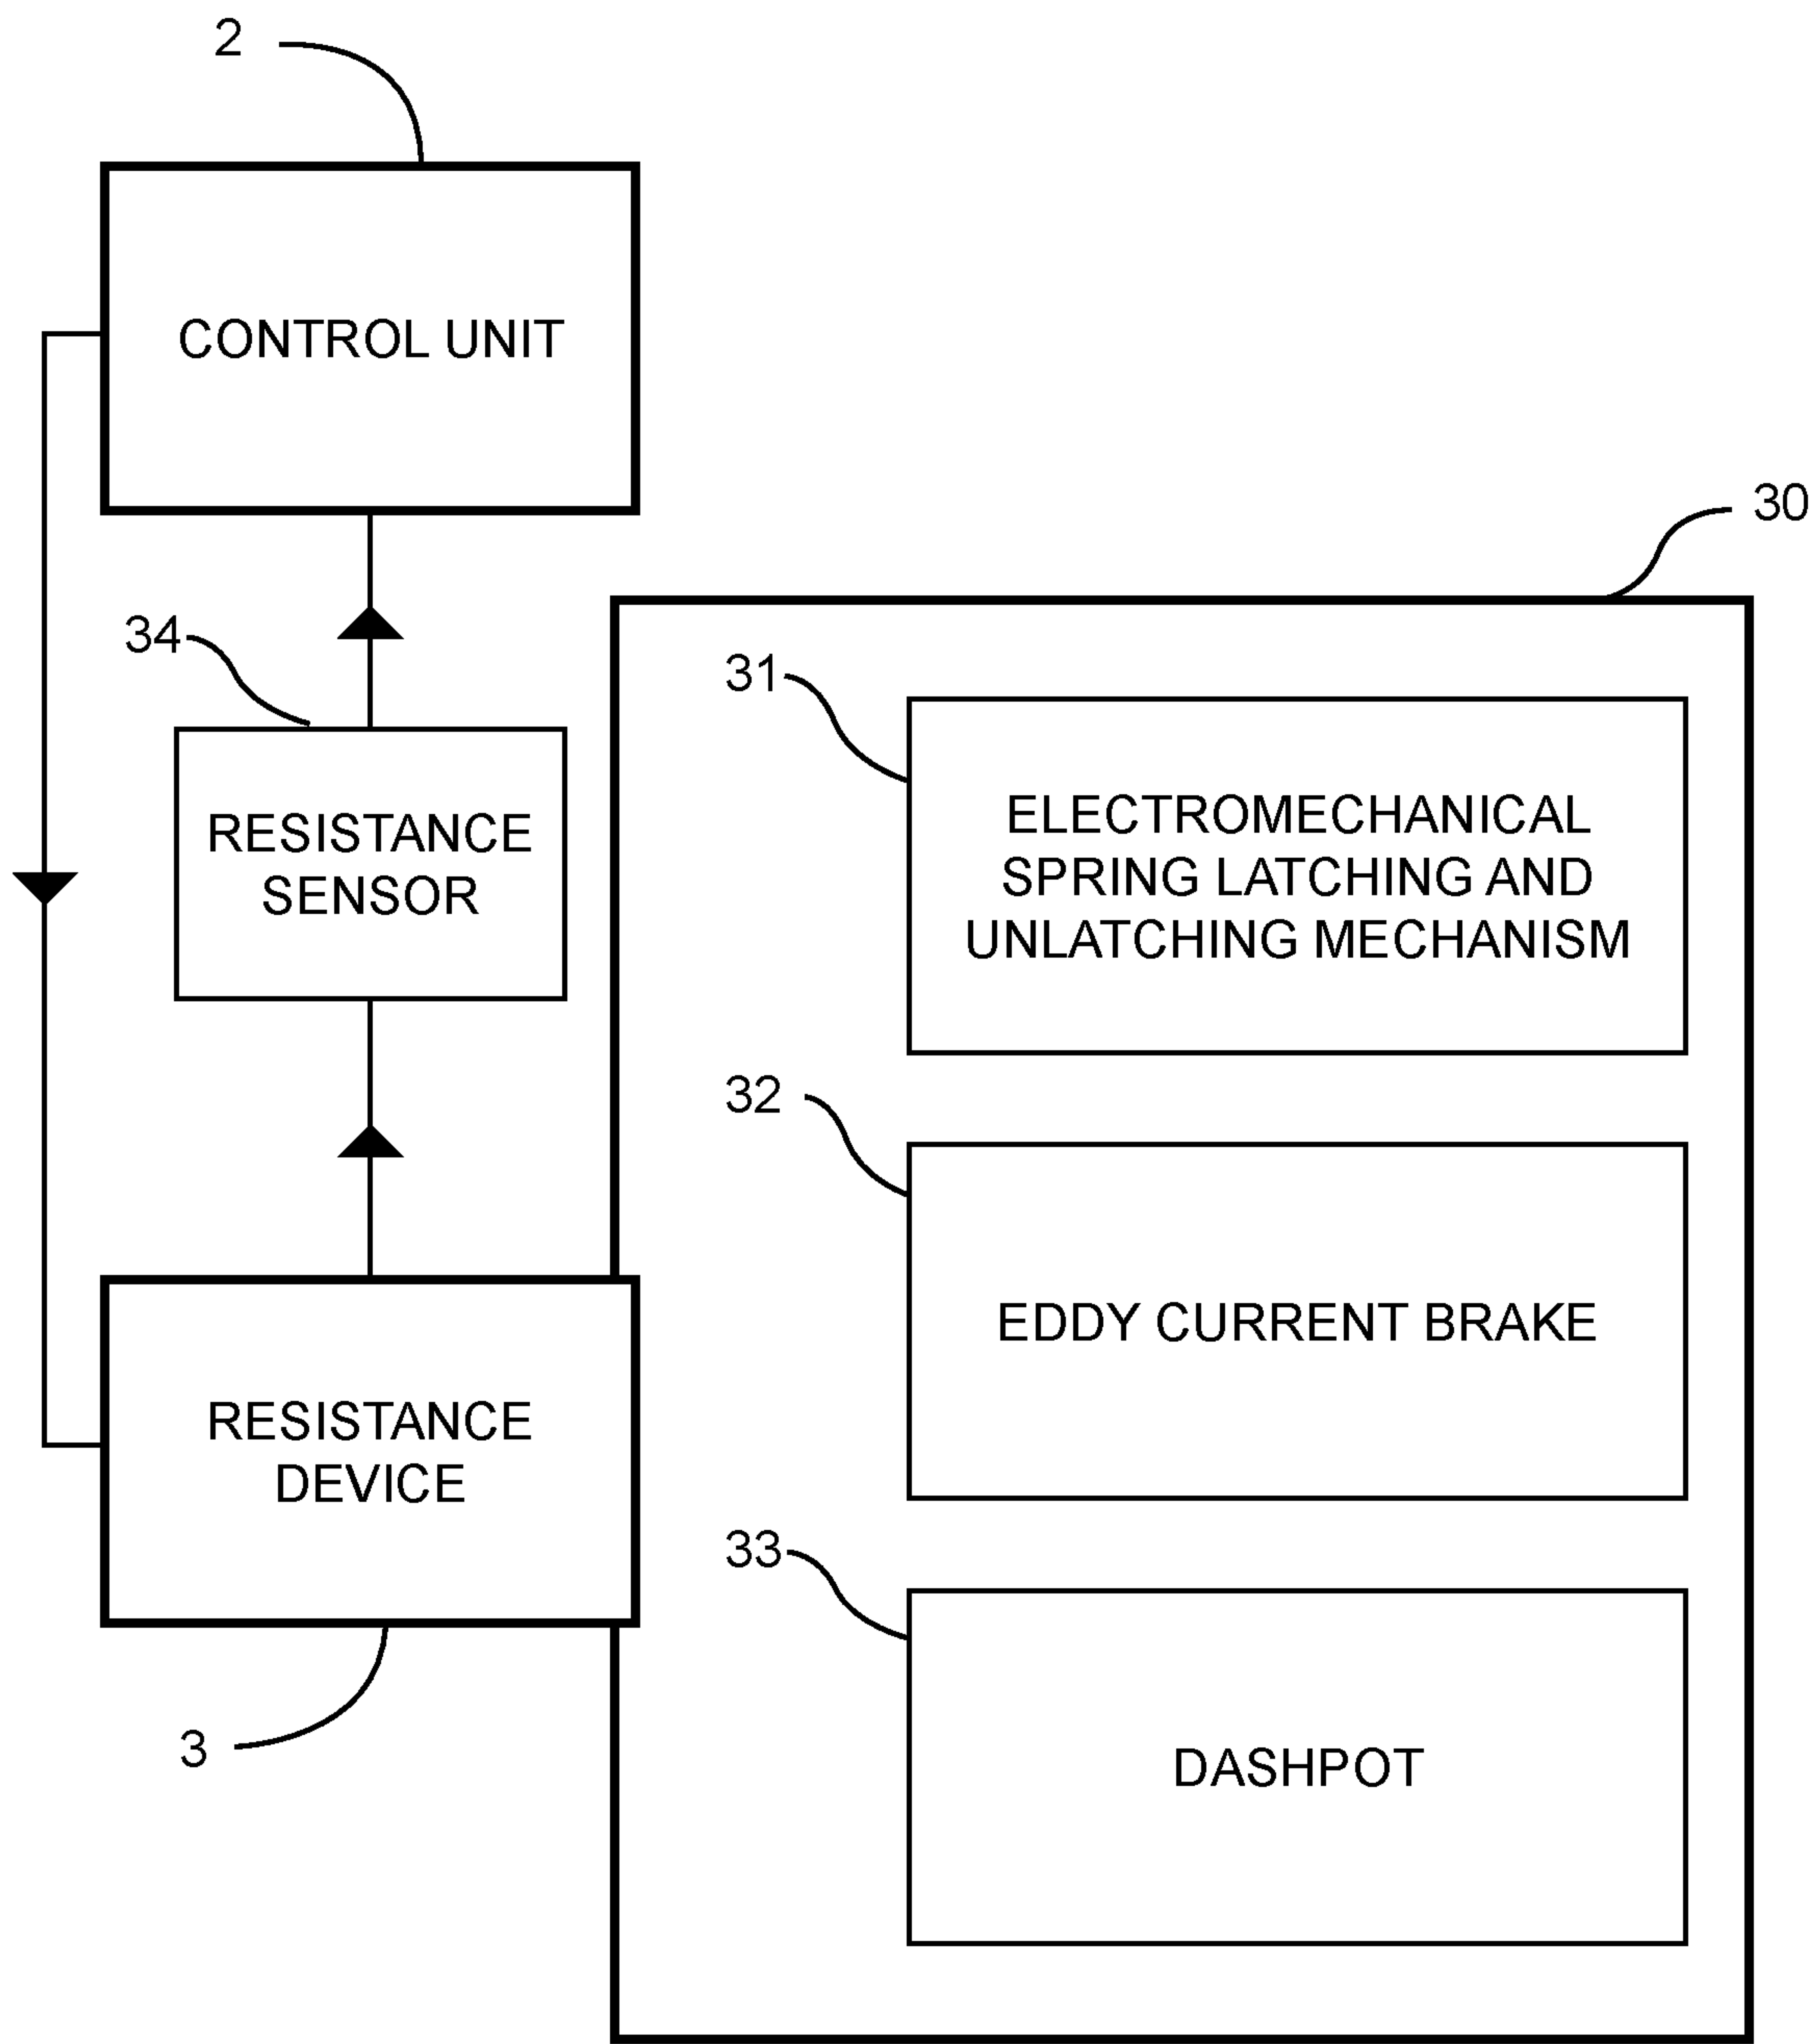 2
CONTROL UNIT
30
34
31
RESISTANCE
SENSOR
ELECTROMECHANICAL
SPRING LATCHING AND
UNLATCHING MECHANISM
32
EDDY CURRENT BRAKE
RESISTANCE
DEVICE
33
3
DASHPOT